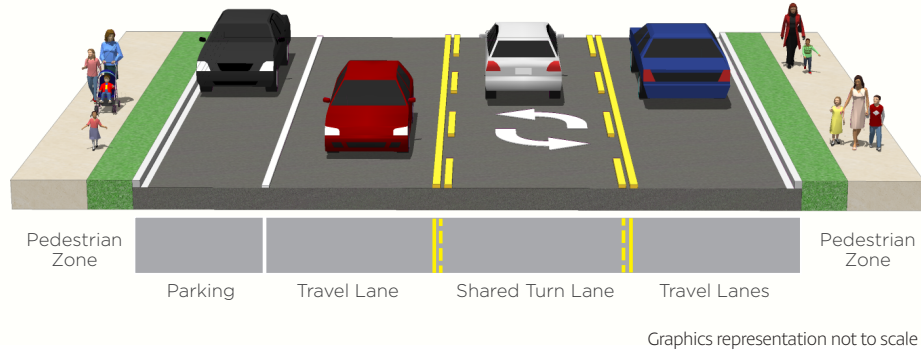 Pedestrian
Zone
Parking
Travel Lane
Shared Turn Lane
Travel Lanes
Pedestrian
Zone
Graphics representation not to scale